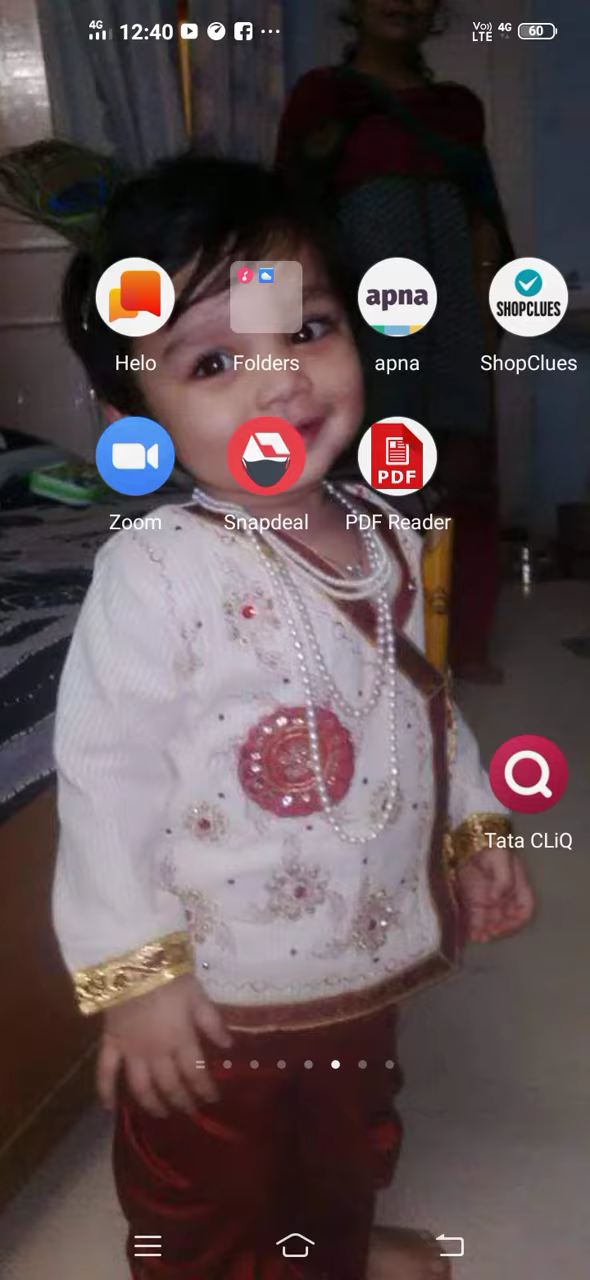 4G 12:40 Vo)) LTE 4G 60
apna SHOPCLUES
Helo Folders apna ShopClues
PDF
Zoom Snapdeal PDF Reader
Tata CLiQ